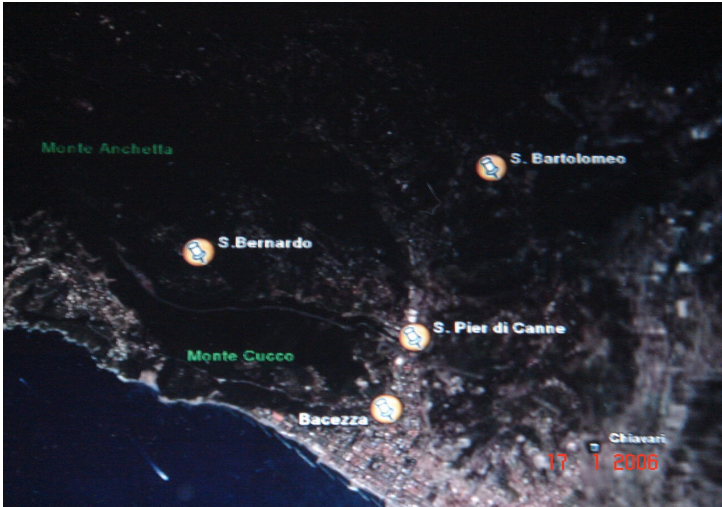 Monte Anchetta
S. Bartolomeo
S.Bernardo
S. Pier di Canne
Monte Cucco
Bacezza
Chiavari
17 1 2006